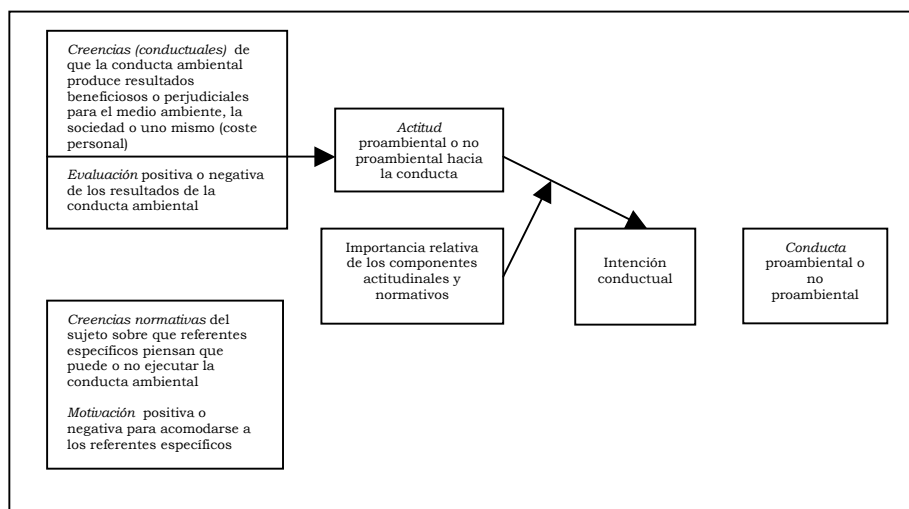 Creencias (conductuales) de
que la conducta ambiental
produce resultados
beneficiosos o perjudiciales
para el medio ambiente, la
sociedad o uno mismo (coste
personal)
Evaluación positiva o negativa
de los resultados de la
conducta ambiental
Actitud
proambiental o no
proambiental hacia
la conducta
Importancia relativa
de los componentes
actitudinales y
normativos
Intención
conductual
Conducta
proambiental o
no
proambiental
Creencias normativas del
sujeto sobre que referentes
específicos piensan que
puede o no ejecutar la
conducta ambiental
Motivación positiva o
negativa para acomodarse a
los referentes específicos